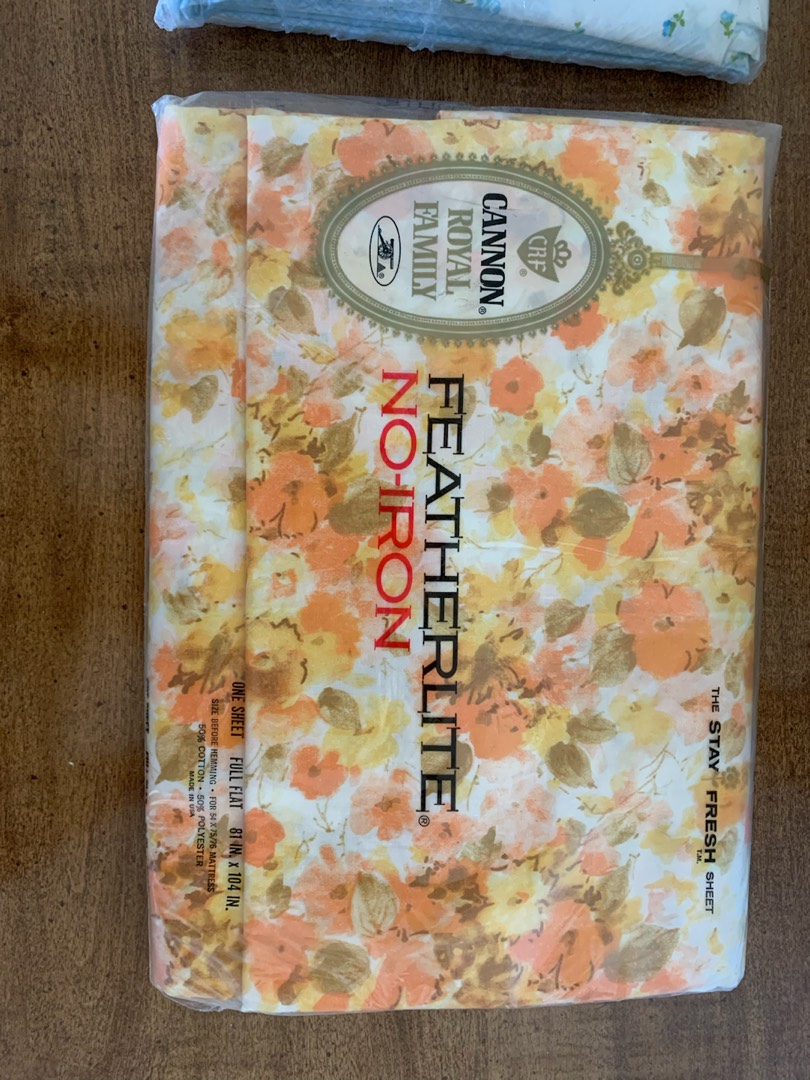 THE STAY FRESH™ SHEET
CRF®
CANNON®
ROYAL
FAMILY
®
FEATHERLITE®
NO-IRON
ONE SHEET FULL FLAT 81 IN. X 104 IN.
SIZE BEFORE HEMMING • FOR 54 X 75/76 MATTRESS
50% COTTON • 50% POLYESTER
MADE IN USA